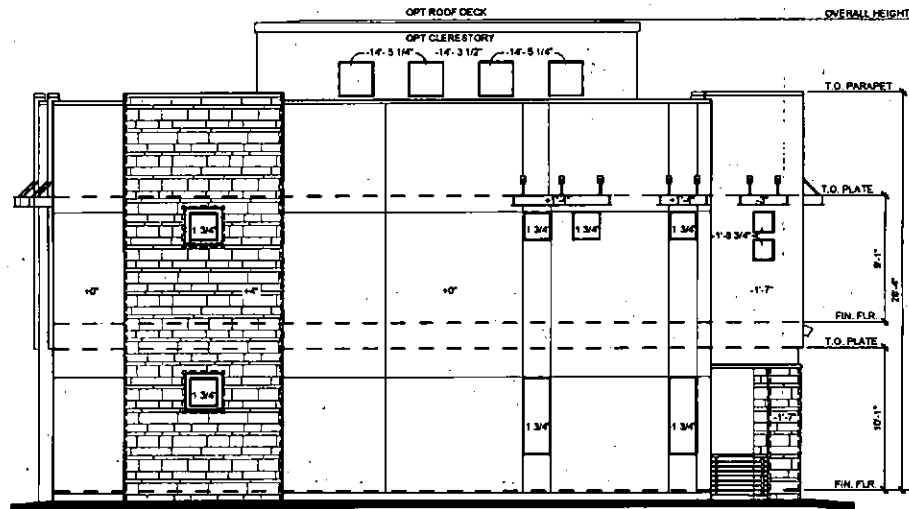 OPT ROOF DECK
OVERALL HEIGHT
OPT CLERESTORY
-14'- 5 1/4" -14'- 3 1/2" -14'- 5 1/4"
T.O. PARAPET
T.O. PLATE
1 3/4" 1 3/4" 1 3/4" 1 3/4"
-1'-8 3/4"
9'-1"
+0" +4" +0" -1'-7"
FIN. FLR.
T.O. PLATE
1 3/4" 1 3/4" 1 3/4"
-1'-7"
10'-1"
FIN. FLR.